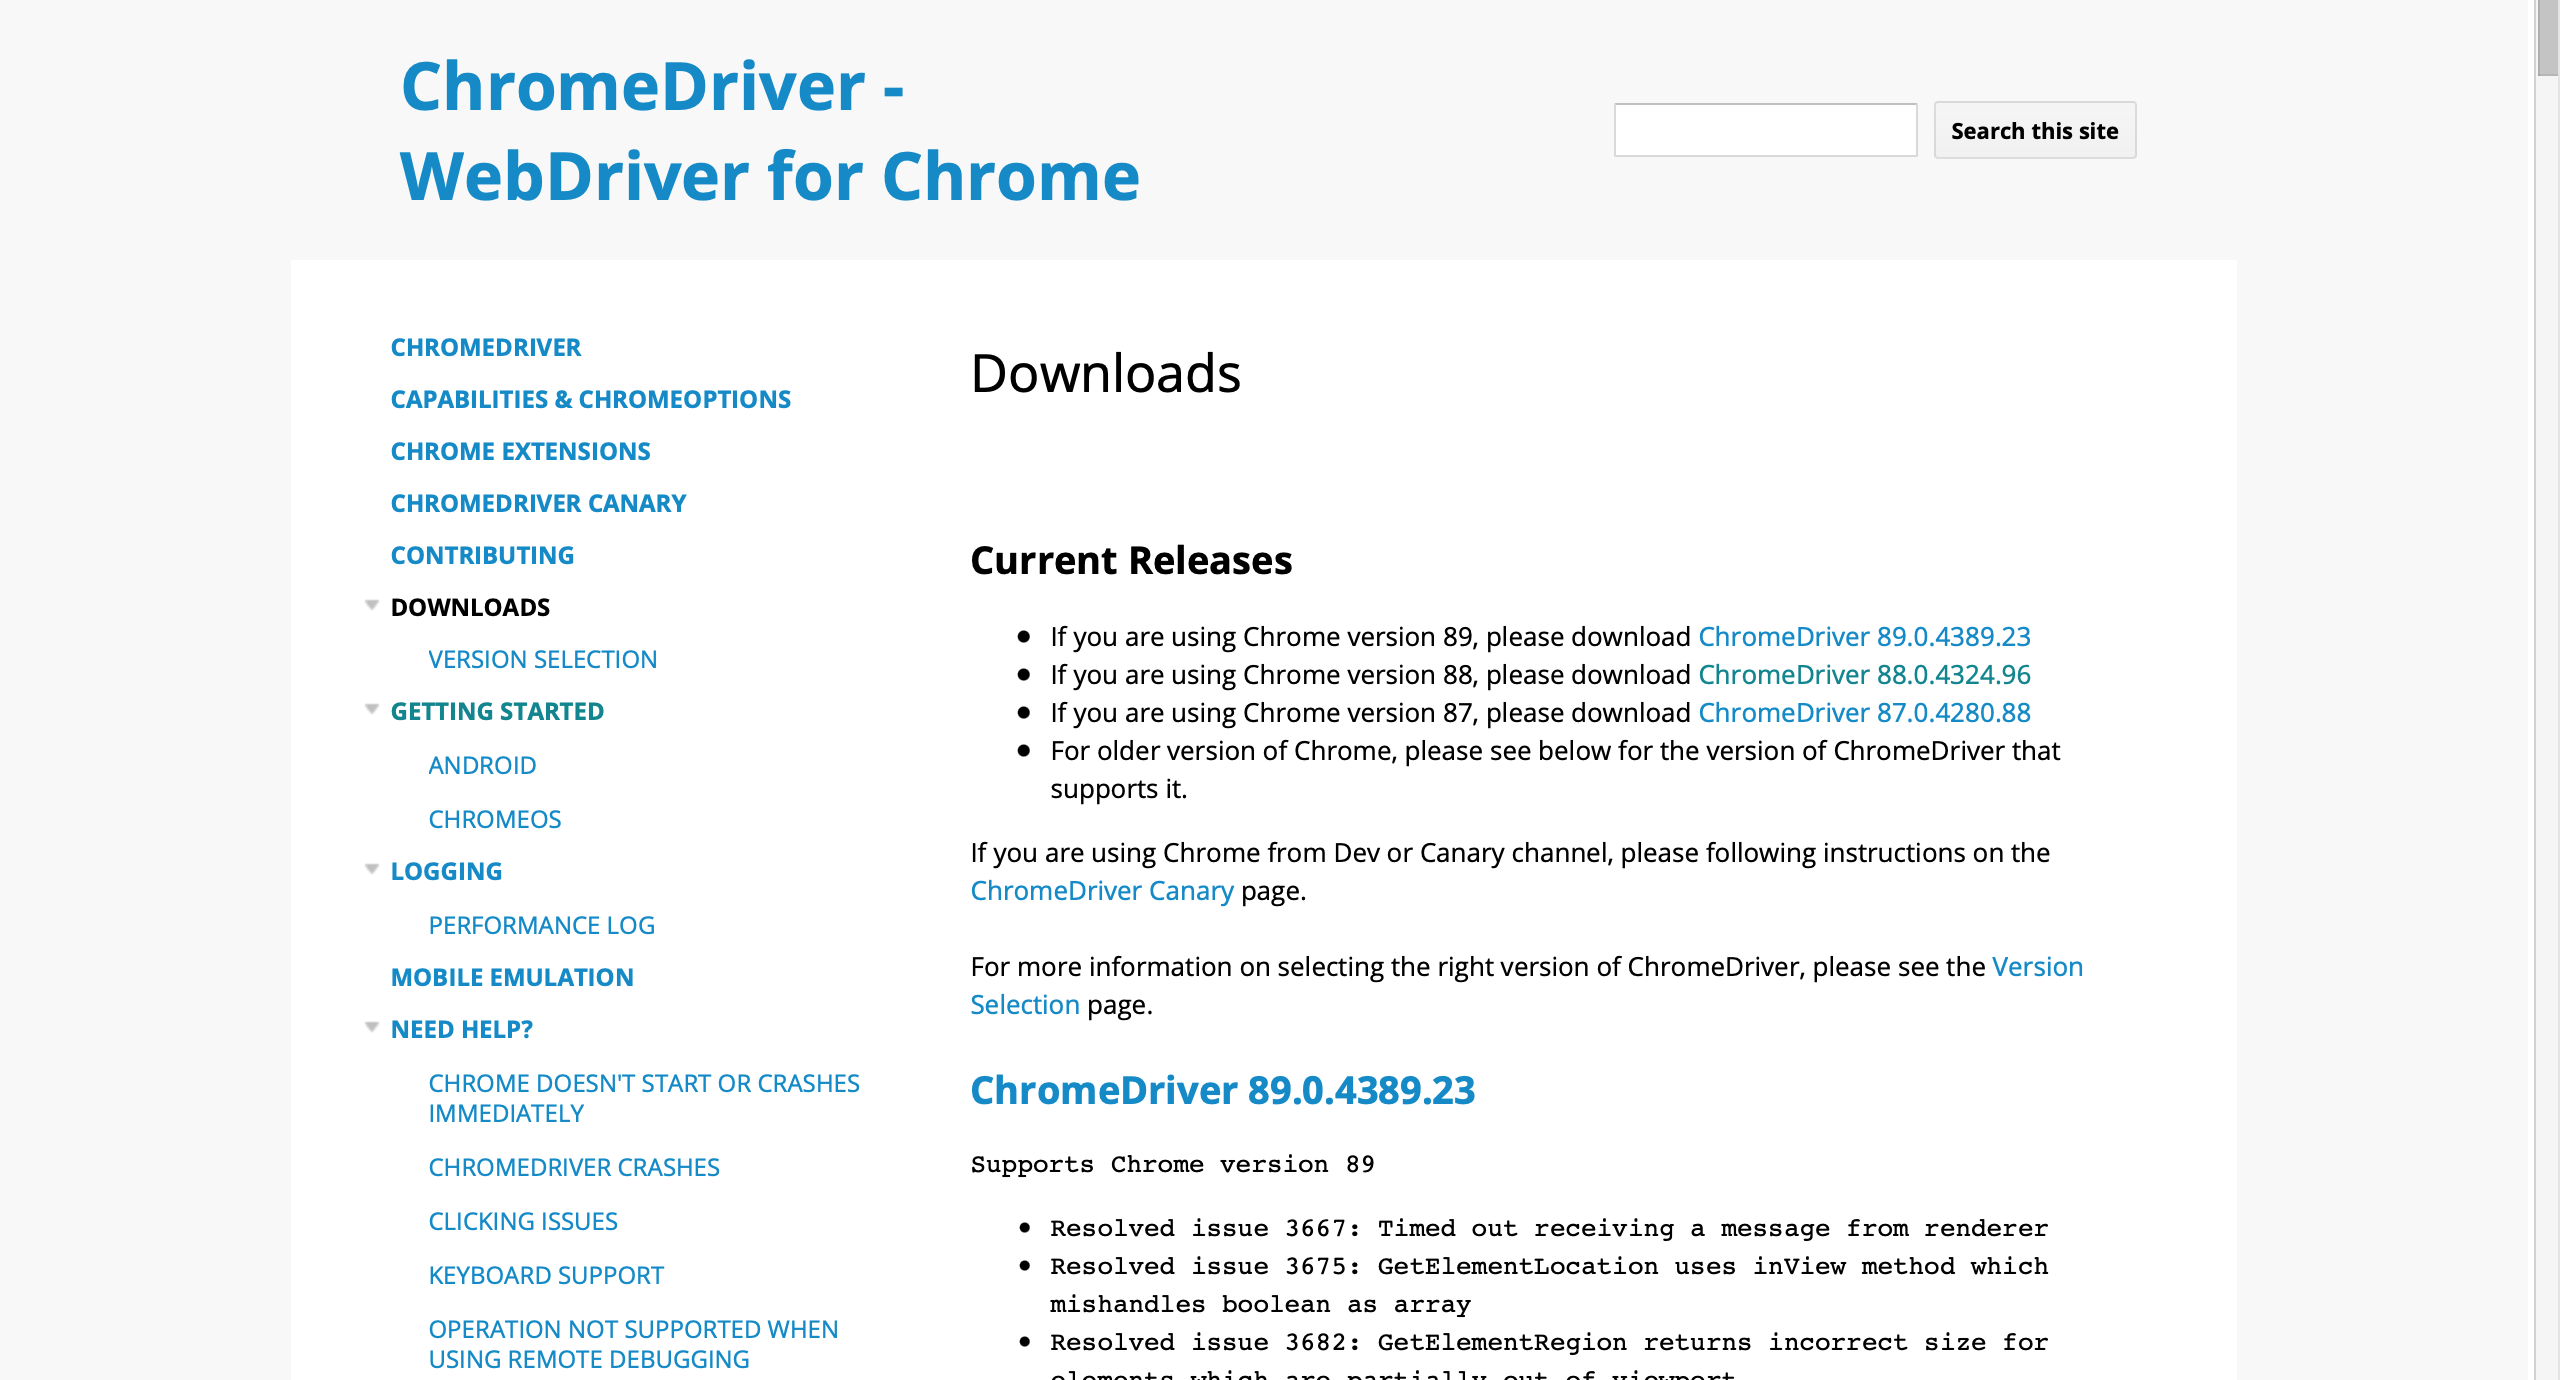 ChromeDriver -
WebDriver for Chrome
Search this site
CHROMEDRIVER
CAPABILITIES & CHROMEOPTIONS
CHROME EXTENSIONS
CHROMEDRIVER CANARY
CONTRIBUTING
DOWNLOADS
VERSION SELECTION
GETTING STARTED
ANDROID
CHROMEOS
LOGGING
PERFORMANCE LOG
MOBILE EMULATION
NEED HELP?
CHROME DOESN'T START OR CRASHES
IMMEDIATELY
CHROMEDRIVER CRASHES
CLICKING ISSUES
KEYBOARD SUPPORT
OPERATION NOT SUPPORTED WHEN
USING REMOTE DEBUGGING
Downloads
Current Releases
If you are using Chrome version 89, please download ChromeDriver 89.0.4389.23
If you are using Chrome version 88, please download ChromeDriver 88.0.4324.96
If you are using Chrome version 87, please download ChromeDriver 87.0.4280.88
For older version of Chrome, please see below for the version of ChromeDriver that
supports it.
If you are using Chrome from Dev or Canary channel, please following instructions on the
ChromeDriver Canary page.
For more information on selecting the right version of ChromeDriver, please see the Version
Selection page.
ChromeDriver 89.0.4389.23
Supports Chrome version 89
Resolved issue 3667: Timed out receiving a message from renderer
Resolved issue 3675: GetElementLocation uses inView method which
mishandles boolean as array
Resolved issue 3682: GetElementRegion returns incorrect size for
elements which are partially out of viewport